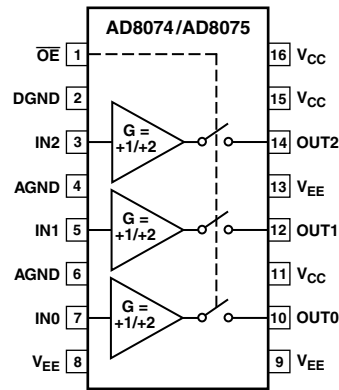 AD8074/AD8075
OE 1 16 VCC
DGND 2 15 VCC
G =
+1/+2
IN2 3 14 OUT2
AGND 4 13 VEE
G =
+1/+2
IN1 5 12 OUT1
AGND 6 11 VCC
G =
+1/+2
IN0 7 10 OUT0
VEE 8 9 VEE